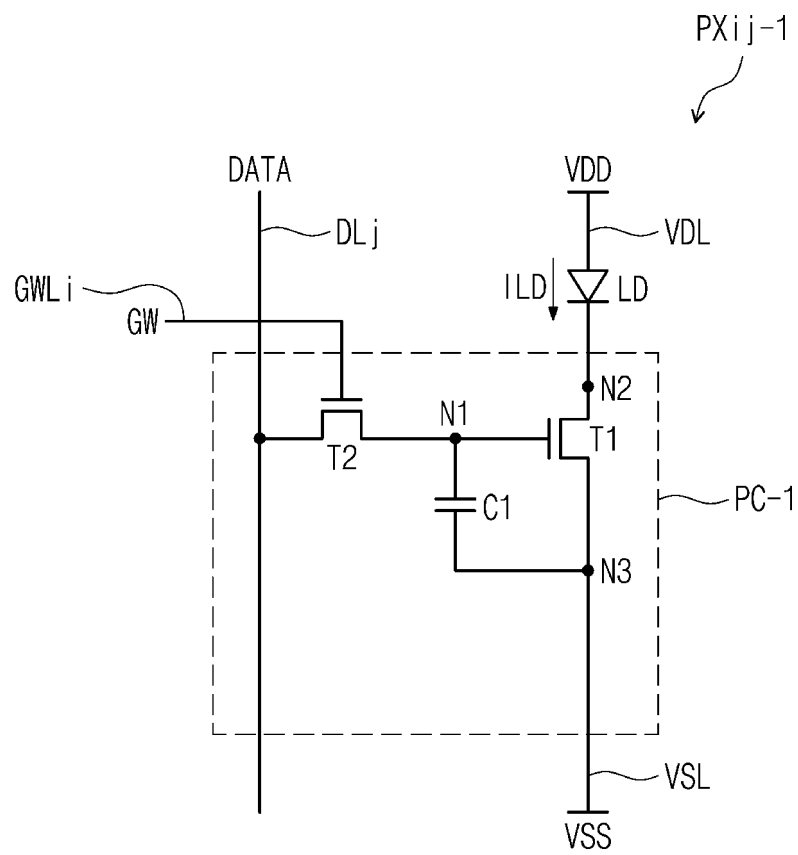 PXij-1
DATA
VDD
DLj
VDL
GWLi
GW
ILD
LD
N2
N1
T1
T2
C1
PC-1
N3
VSL
VSS